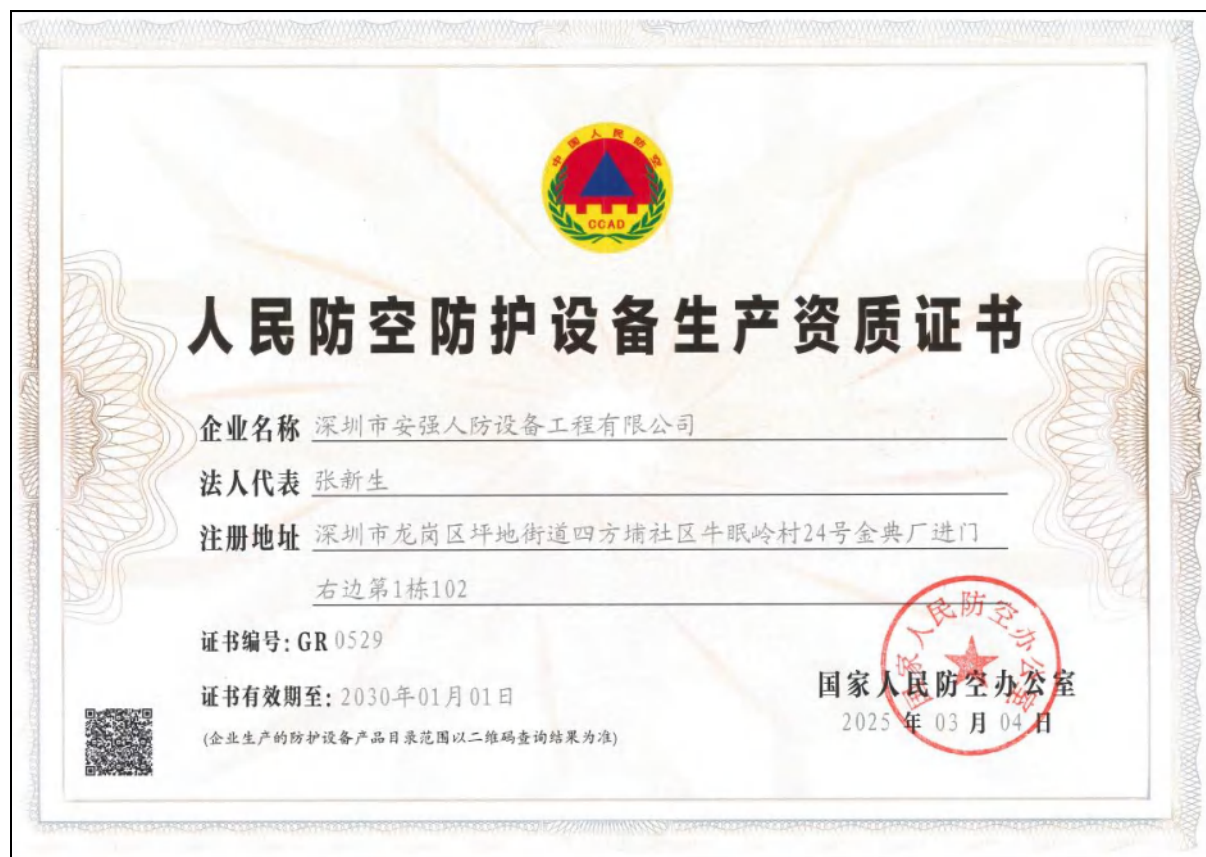 中国人民防空
CCAD
人民防空防护设备生产资质证书
企业名称 深圳市安强人防设备工程有限公司
法人代表 张新生
注册地址 深圳市龙岗区坪地街道四方埔社区牛眠岭村24号金典厂进门
右边第1栋102
证书编号: GR 0529
证书有效期至: 2030年01月01日
(企业生产的防护设备产品目录范围以二维码查询结果为准)
国家人民防空办公室
国家人民防空办公室
2025 年 03 月 04 日